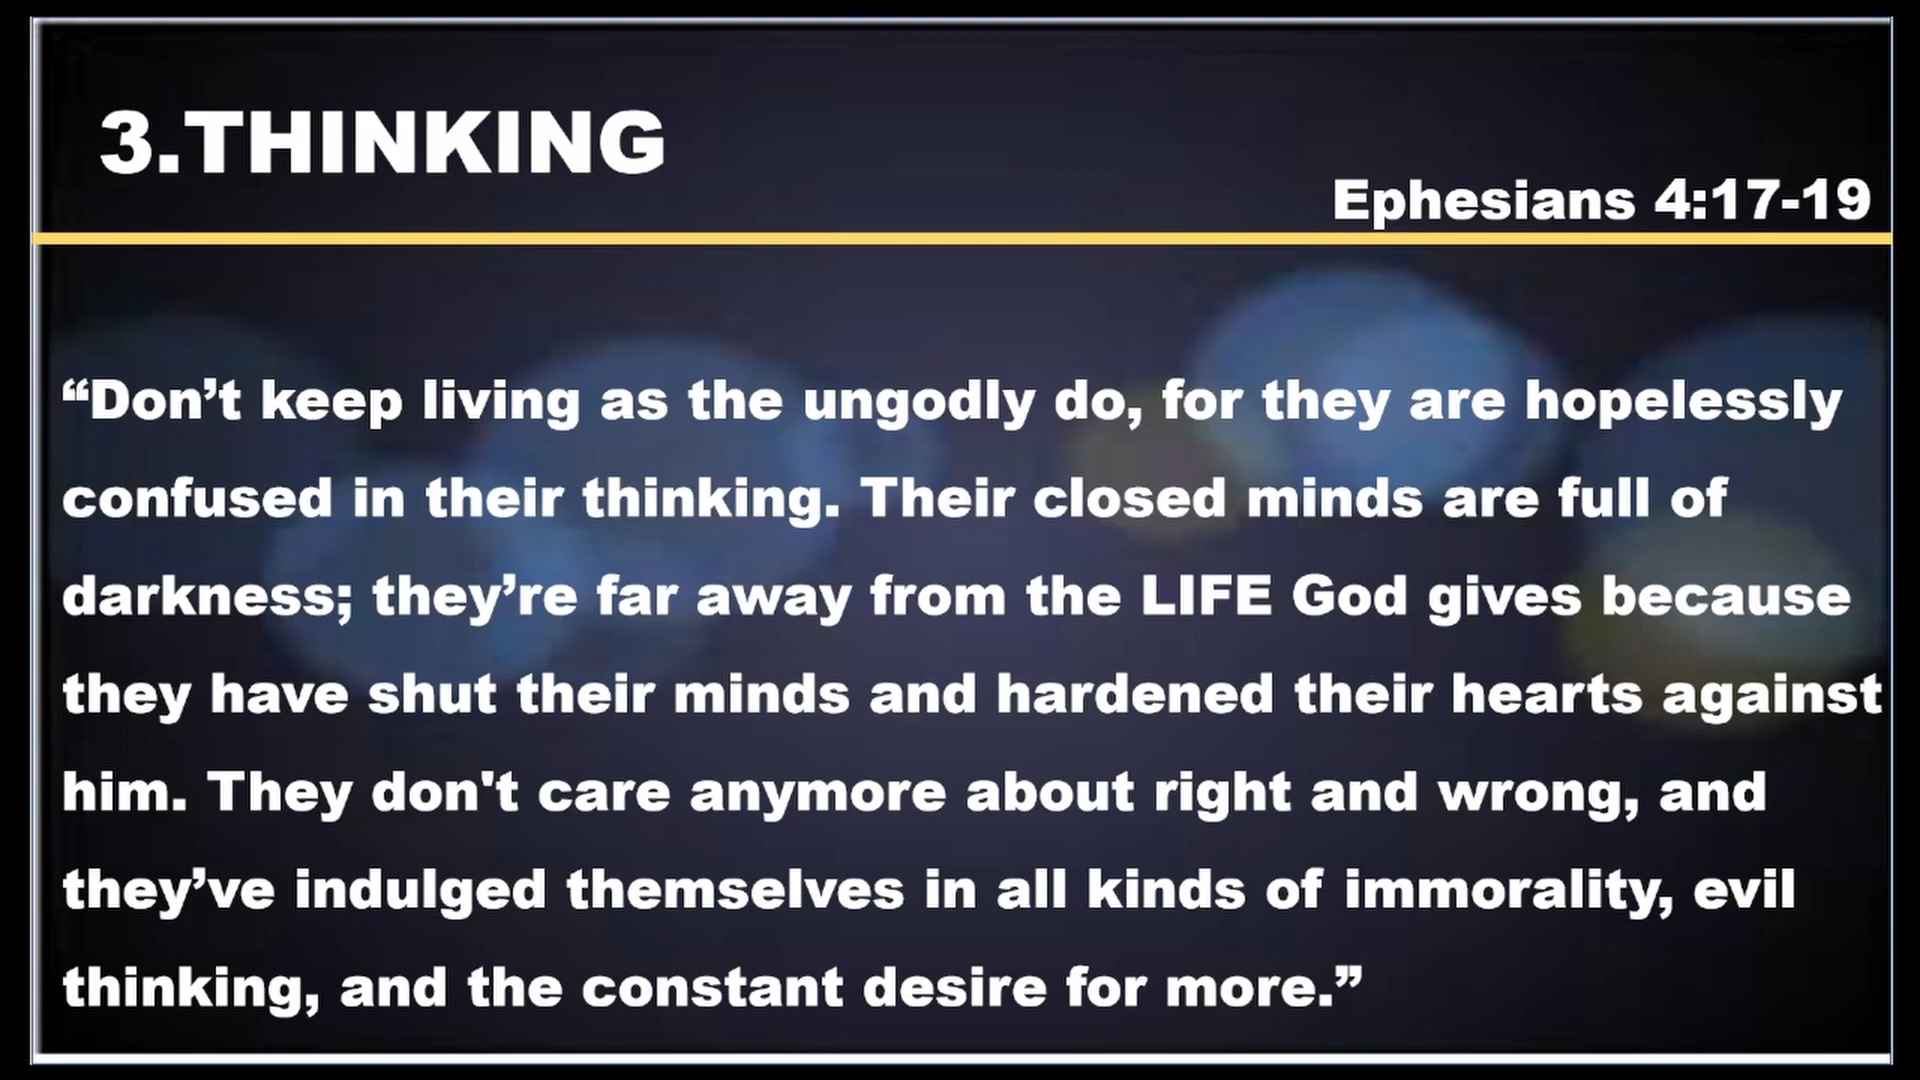 3.THINKING
Ephesians 4:17-19
“Don’t keep living as the ungodly do, for they are hopelessly
confused in their thinking. Their closed minds are full of
darkness; they’re far away from the LIFE God gives because
they have shut their minds and hardened their hearts against
him. They don't care anymore about right and wrong, and
they’ve indulged themselves in all kinds of immorality, evil
thinking, and the constant desire for more.”